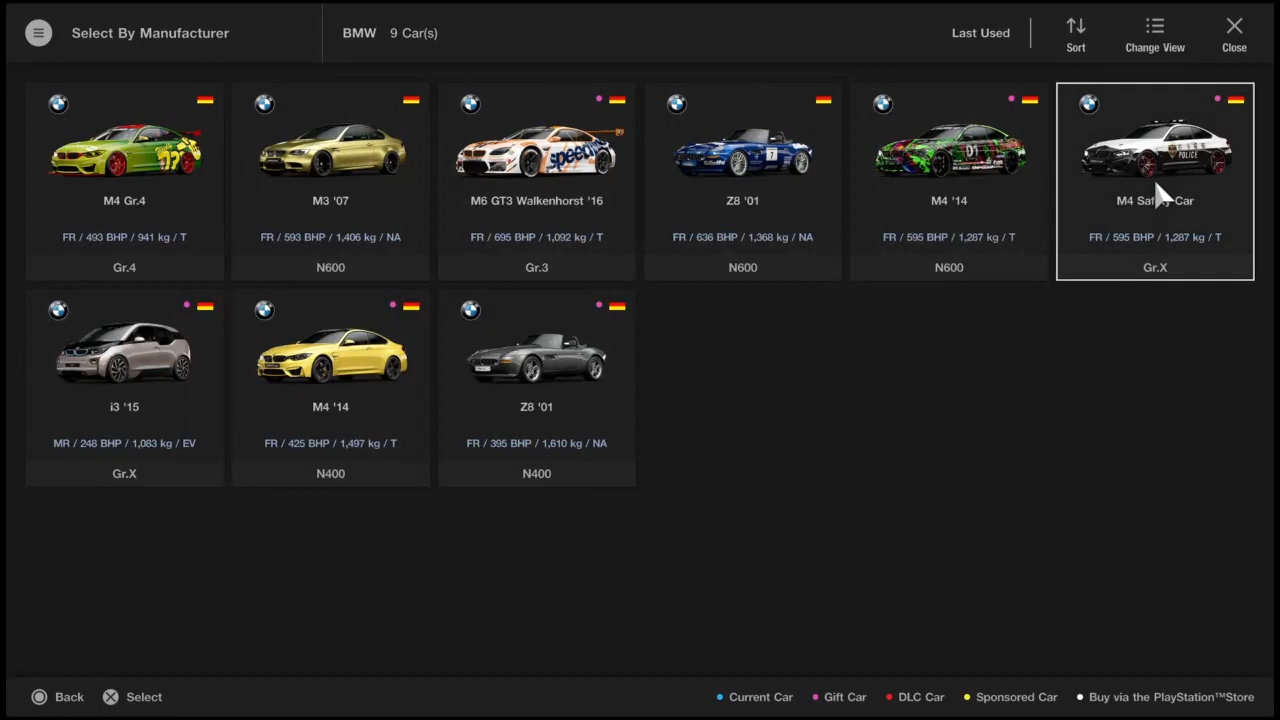 Select By Manufacturer
BMW 9 Car(s)
Last Used
Sort
Change View
Close
M4 Gr.4
FR / 493 BHP / 941 kg / T
Gr.4
M3 '07
FR / 593 BHP / 1,406 kg / NA
N600
speedw
M6 GT3 Walkenhorst '16
FR / 695 BHP / 1,092 kg / T
Gr.3
7
Z8 '01
FR / 636 BHP / 1,368 kg / NA
N600
D1
M4 '14
FR / 595 BHP / 1,287 kg / T
N600
POLICE
M4 Saf y Car
FR / 595 BHP / 1,287 kg / T
Gr.X
i3 '15
MR / 248 BHP / 1,083 kg / EV
Gr.X
M4 '14
FR / 425 BHP / 1,497 kg / T
N400
Z8 '01
FR / 395 BHP / 1,610 kg / NA
N400
Back
Select
Current Car
Gift Car
DLC Car
Sponsored Car
Buy via the PlayStation™Store